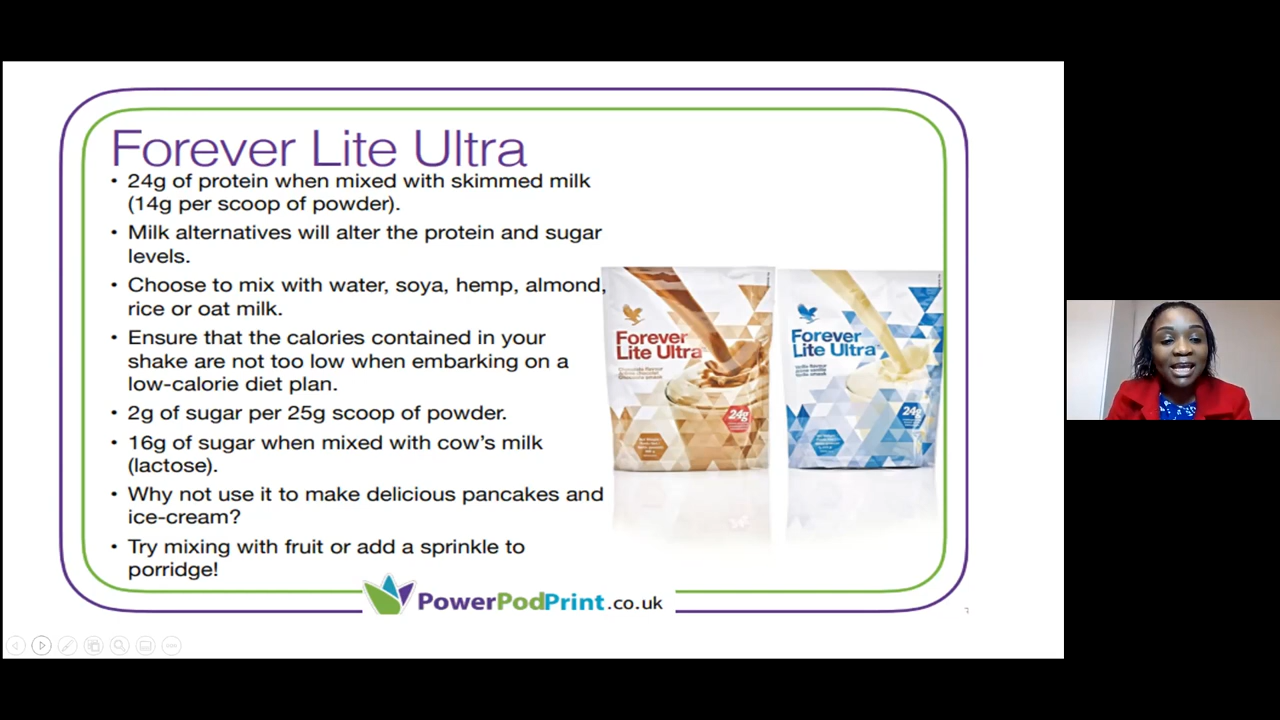 Forever Lite Ultra
• 24g of protein when mixed with skimmed milk
(14g per scoop of powder).
• Milk alternatives will alter the protein and sugar
levels.
• Choose to mix with water, soya, hemp, almond,
rice or oat milk.
• Ensure that the calories contained in your
shake are not too low when embarking on a
low-calorie diet plan.
• 2g of sugar per 25g scoop of powder.
• 16g of sugar when mixed with cow’s milk
(lactose).
• Why not use it to make delicious pancakes and
ice-cream?
• Try mixing with fruit or add a sprinkle to
porridge!
Forever
Lite Ultra
24g
Forever
Lite Ultra
24g
PowerPodPrint.co.uk